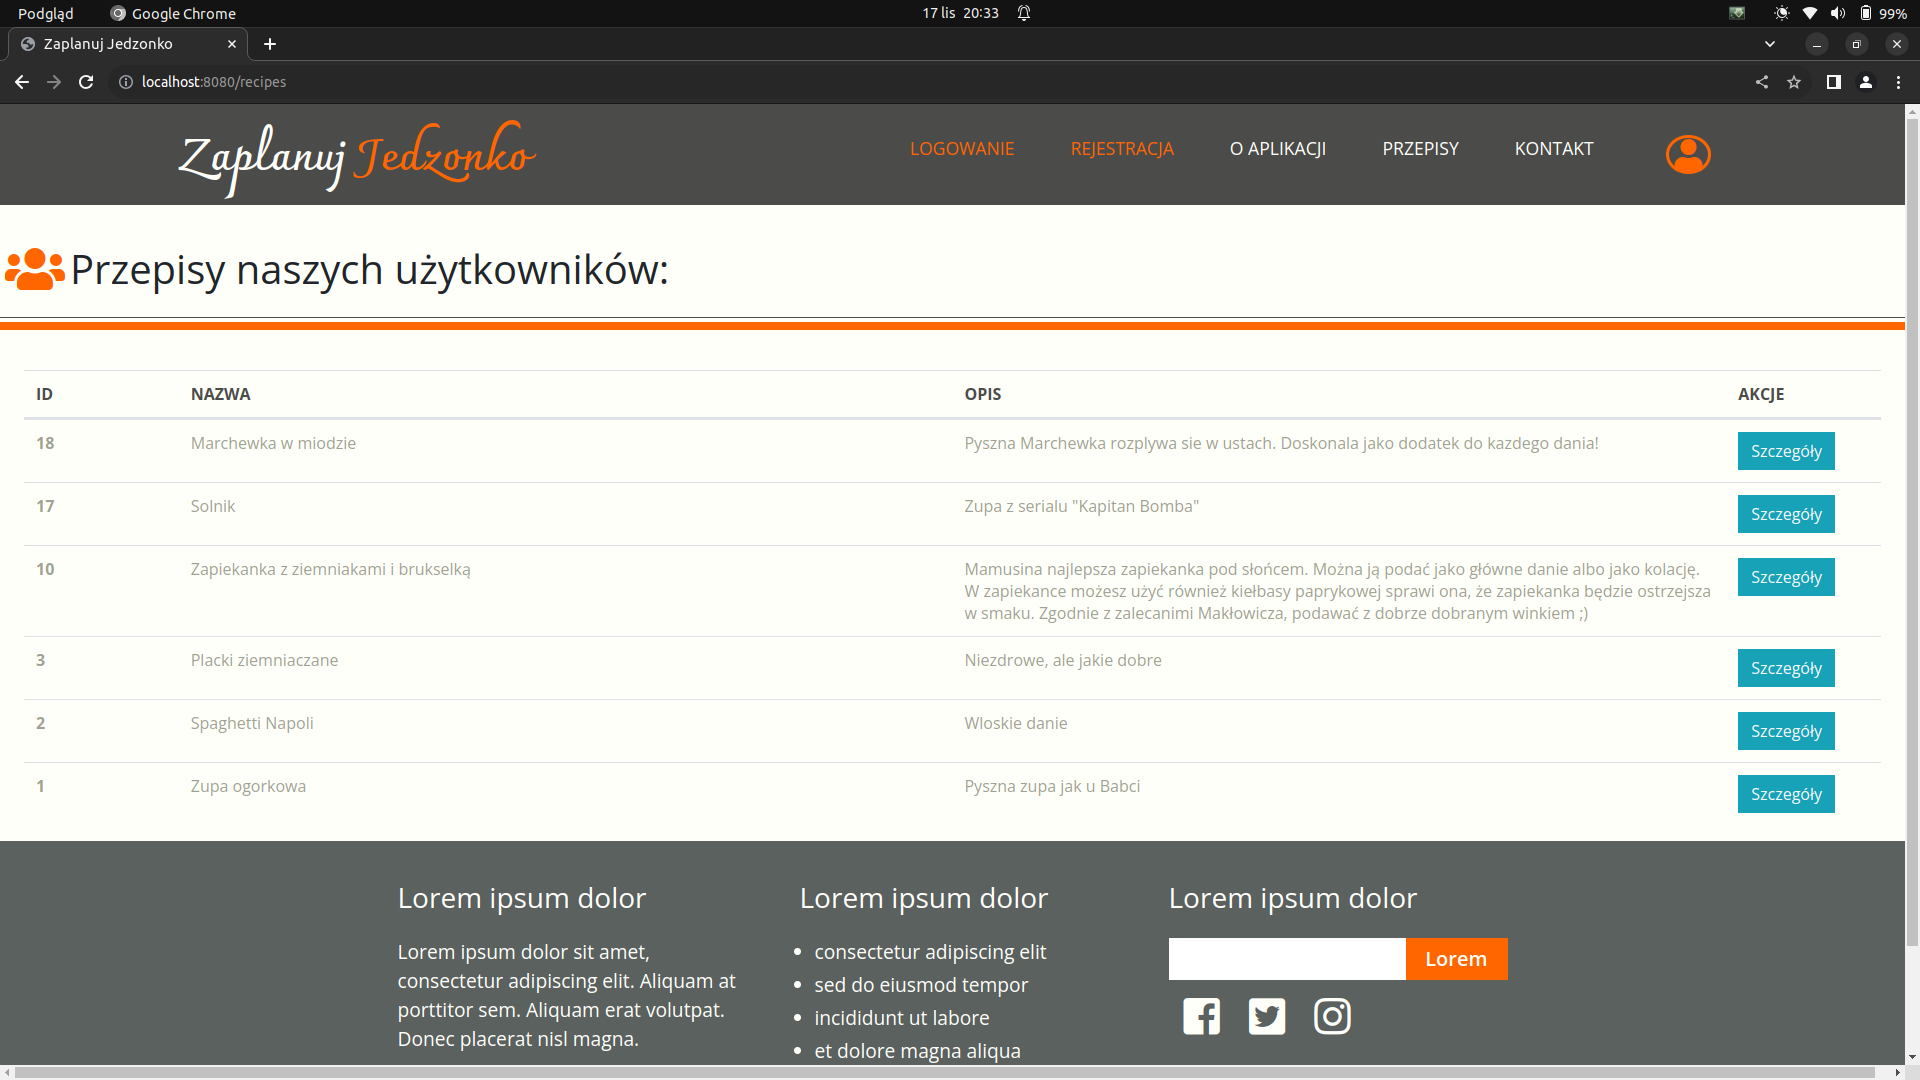 Podgląd
Google Chrome
17 lis 20:33
99%
Zaplanuj Jedzonko
localhost:8080/recipes
Zaplanuj Jedzonko
LOGOWANIE
REJESTRACJA
O APLIKACJI
PRZEPISY
KONTAKT
Przepisy naszych użytkowników:
ID NAZWA OPIS AKCJE
18 Marchewka w miodzie Pyszna Marchewka rozplywa sie w ustach. Doskonala jako dodatek do kazdego dania! Szczegóły
17 Solnik Zupa z serialu "Kapitan Bomba" Szczegóły
10 Zapiekanka z ziemniakami i brukselką Mamusina najlepsza zapiekanka pod słońcem. Można ją podać jako główne danie albo jako kolację. Szczegóły
W zapiekance możesz użyć również kiełbasy paprykowej sprawi ona, że zapiekanka będzie ostrzejsza
w smaku. Zgodnie z zalecanimi Makłowicza, podawać z dobrze dobranym winkiem ;)
3 Placki ziemniaczane Niezdrowe, ale jakie dobre Szczegóły
2 Spaghetti Napoli Wloskie danie Szczegóły
1 Zupa ogorkowa Pyszna zupa jak u Babci Szczegóły
Lorem ipsum dolor
Lorem ipsum dolor sit amet,
consectetur adipiscing elit. Aliquam at
porttitor sem. Aliquam erat volutpat.
Donec placerat nisl magna.
Lorem ipsum dolor
consectetur adipiscing elit
sed do eiusmod tempor
incididunt ut labore
et dolore magna aliqua
Lorem ipsum dolor
Lorem